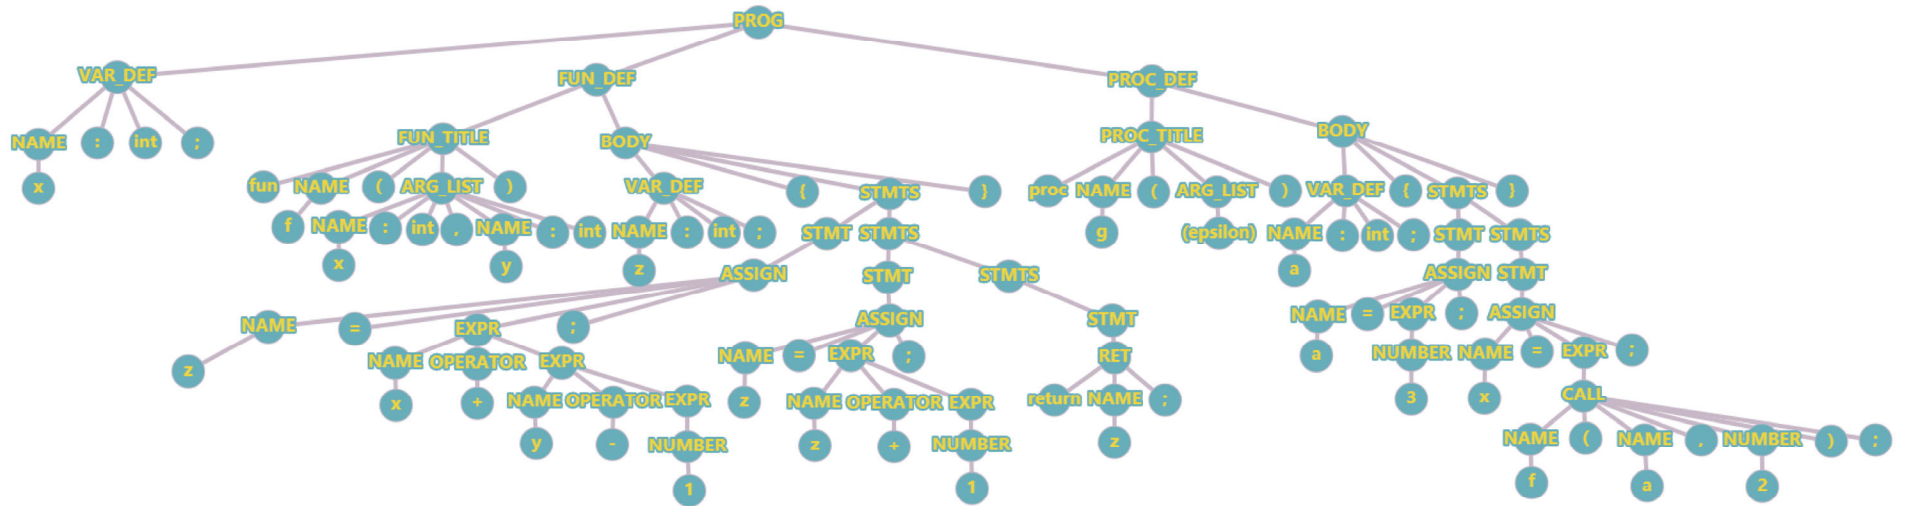 PROG
VAR_DEF FUN_DEF PROC_DEF
FUN_TITLE BODY PROC_TITLE BODY
NAME : int ;
x
fun NAME ( ARG_LIST ) VAR_DEF { STMTS } proc NAME ( ARG_LIST ) VAR_DEF { STMTS }
f NAME : int , NAME : int NAME : int ; STMT STMTS g (epsilon) NAME : int ; STMT STMTS
x y z ASSIGN STMT STMTS a ASSIGN STMT
NAME = EXPR ; ASSIGN STMT NAME = EXPR ; ASSIGN
z NAME OPERATOR EXPR NAME = EXPR ; RET a NUMBER NAME = EXPR ;
x + NAME OPERATOR EXPR z NAME OPERATOR EXPR return NAME ; 3 x CALL
y - NUMBER z + NUMBER z NAME ( NAME , NUMBER ) ;
1 1 f a 2